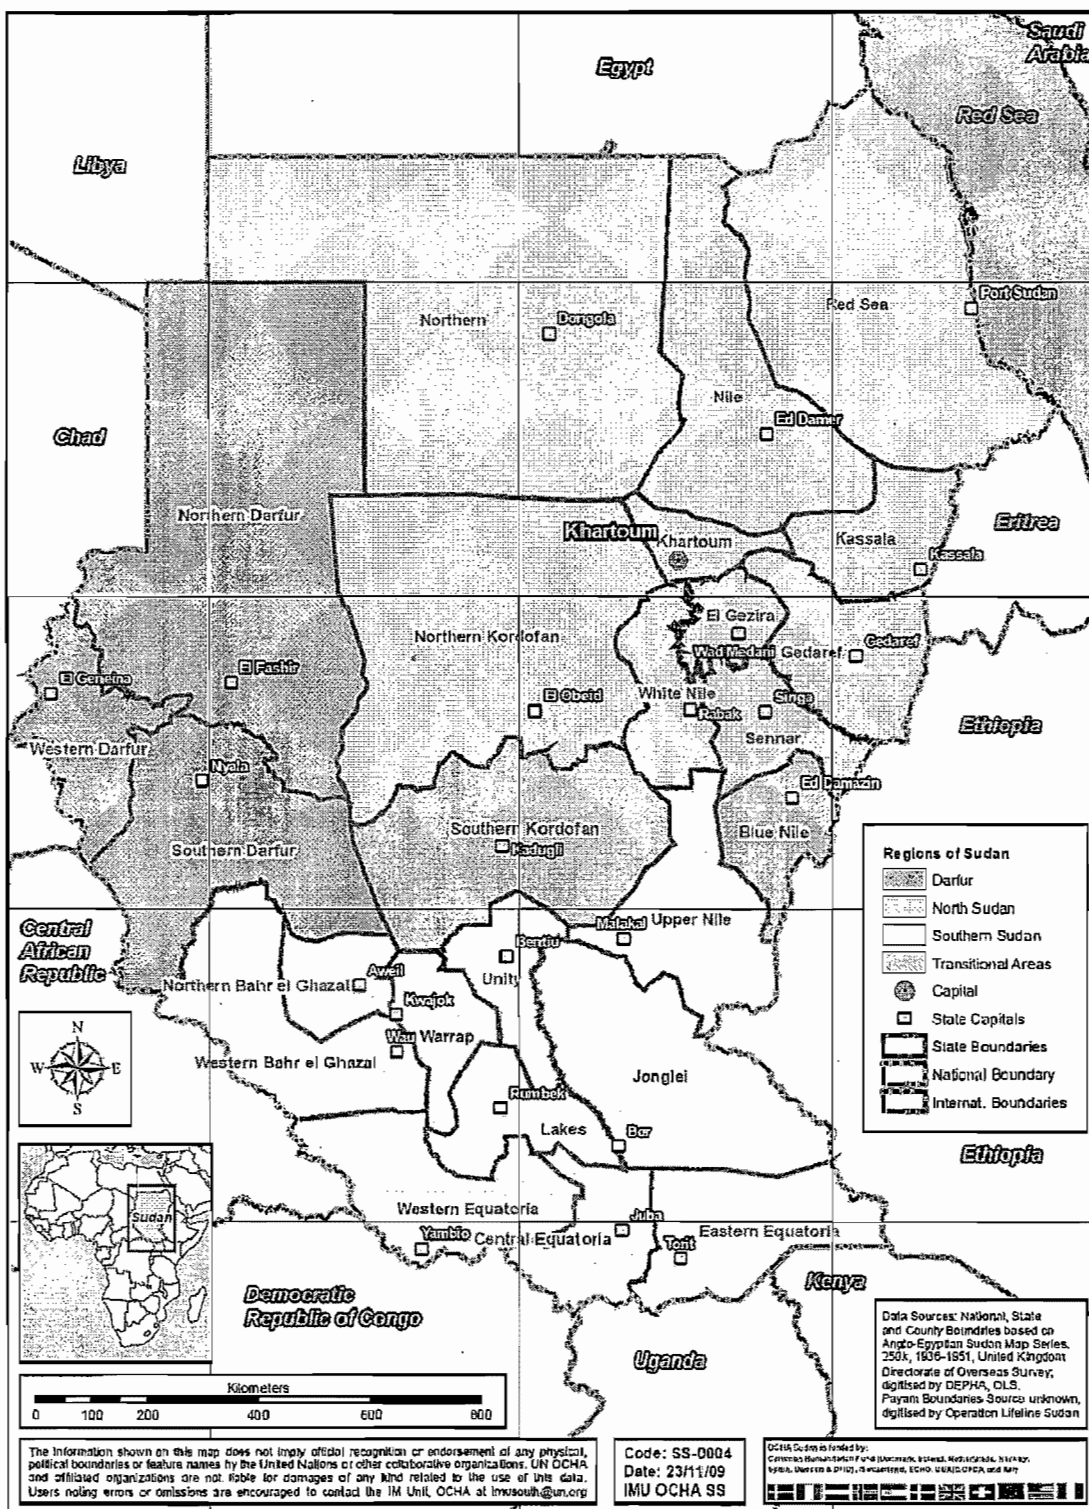 Saudi
Arabia
Egypt
Red Sea
Libya
Port Sudan
Red Sea
Northern
Dongola
Nile
Ed Damer
Chad
Northern Darfur
Khartoum
Khartoum
Kassala
Eritrea
Kassala
El Gezira
Northern Kordofan
Wad Medani
Gedaref
Gedaref
El Geneina
El Fashir
El Obeid
White Nile
Rabak
Singa
Ethiopia
Sennar
Western Darfur
Nyala
Ed Damazin
Southern Kordofan
Kadugli
Blue Nile
Southern Darfur
Regions of Sudan
Darfur
North Sudan
Southern Sudan
Transitional Areas
Capital
State Capitals
State Boundaries
National Boundary
Internat. Boundaries
Central
African
Republic
Malakal
Upper Nile
Bentiu
Unity
Northern Bahr el Ghazal
Aweil
Kwajok
Wau
Warrap
Western Bahr el Ghazal
Jonglei
Rumbek
Lakes
Bor
Ethiopia
N
W
E
S
Sudan
Western Equatoria
Yambio
Central Equatoria
Juba
Eastern Equatoria
Torit
Democratic
Republic of Congo
Kenya
Uganda
Data Sources: National, State
and County Boundaries based on
Anglo-Egyptian Sudan Map Series,
250k, 1936-1951, United Kingdom
Directorate of Overseas Survey,
digitised by DEPHA, OLS.
Payam Boundaries Source unknown,
digitised by Operation Lifeline Sudan
Kilometers
0 100 200 400 600 800
The information shown on this map does not imply official recognition or endorsement of any physical,
political boundaries or feature names by the United Nations or other collaborative organizations. UN OCHA
and affiliated organizations are not liable for damages of any kind related to the use of this data.
Users noting errors or omissions are encouraged to contact the IM Unit, OCHA at imusouth@un.org
Code: SS-0004
Date: 23/11/09
IMU OCHA SS
OCHA Sudan is funded by: